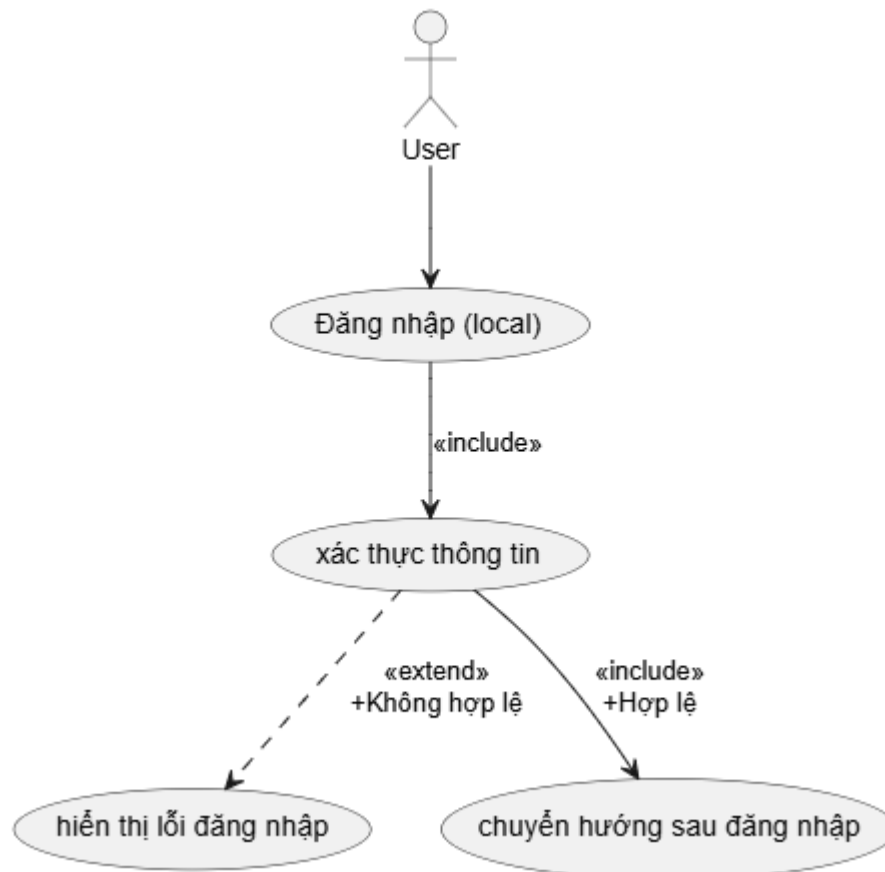 User
Đăng nhập (local)
«include»
xác thực thông tin
«extend»
+Không hợp lệ
«include»
+Hợp lệ
hiển thị lỗi đăng nhập
chuyển hướng sau đăng nhập